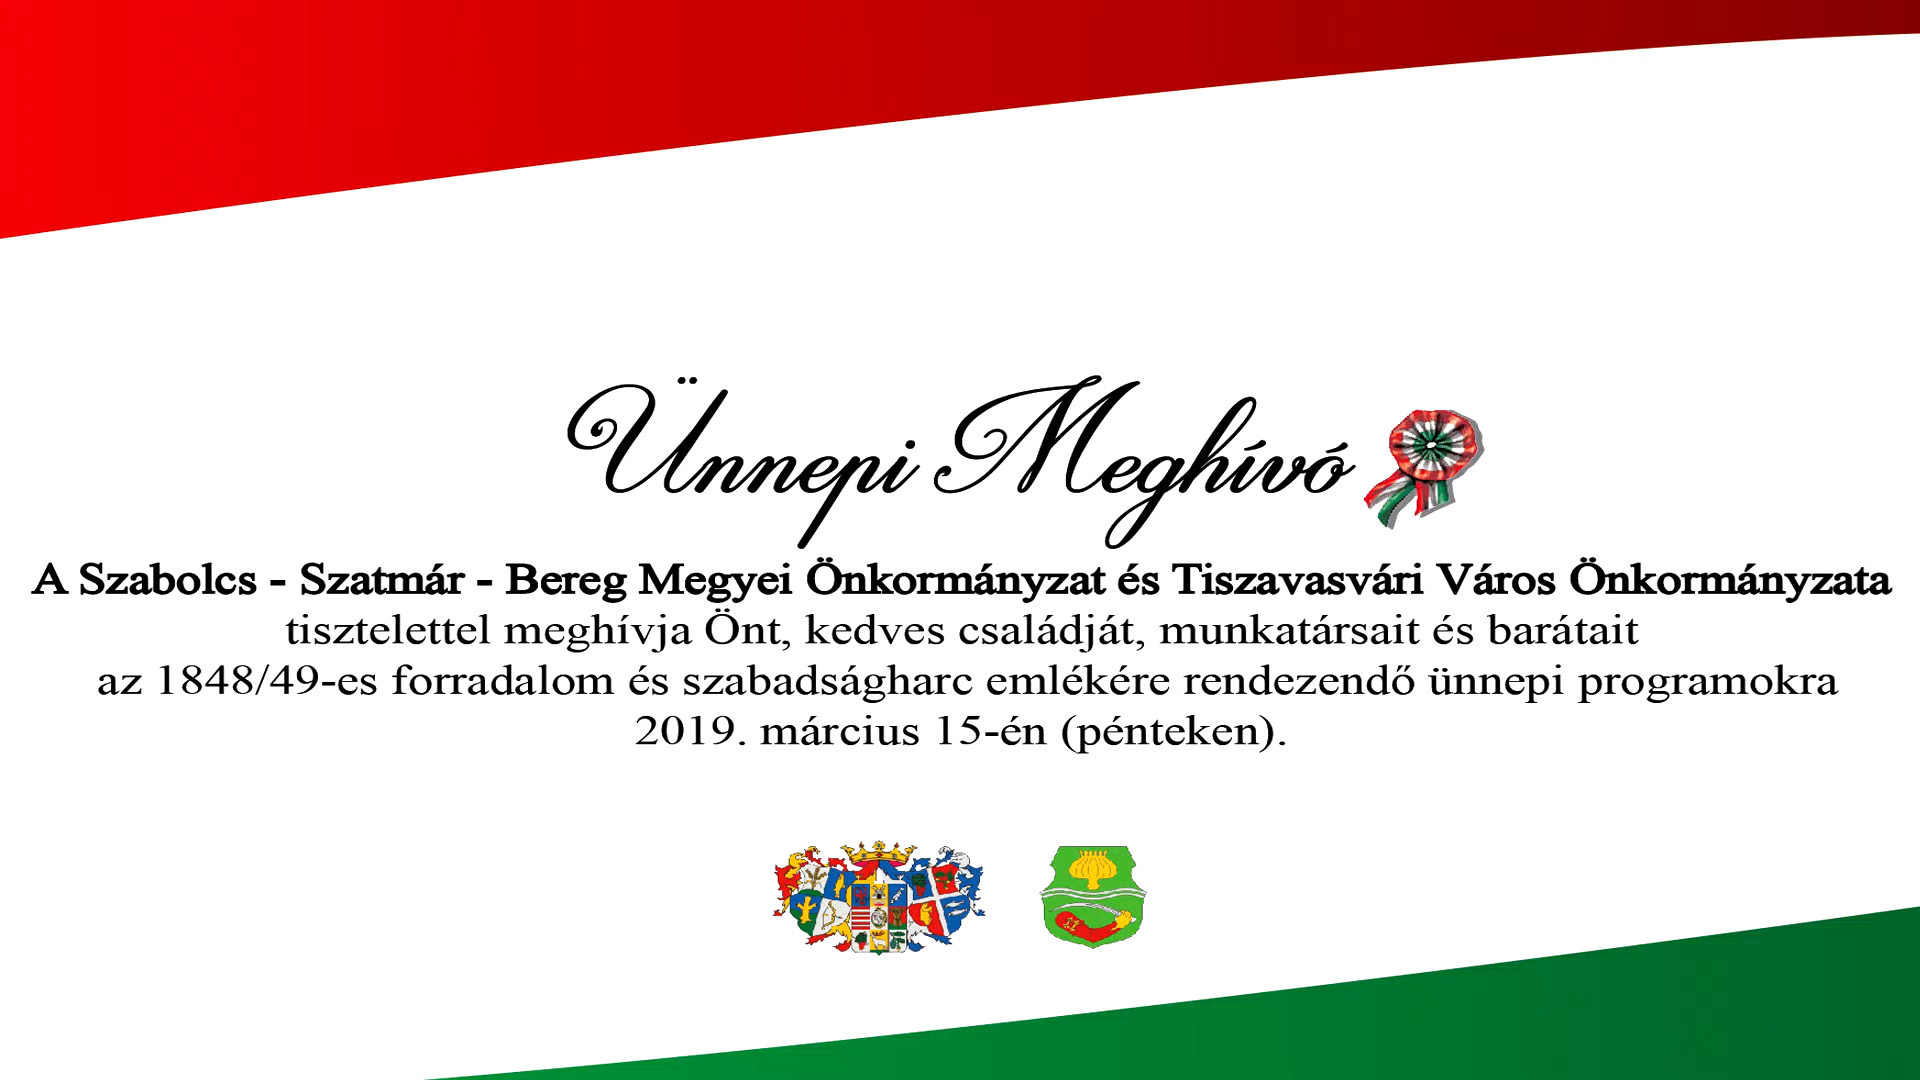 Ünnepi Meghívó
A Szabolcs - Szatmár - Bereg Megyei Önkormányzat és Tiszavasvári Város Önkormányzata
tisztelettel meghívja Önt, kedves családját, munkatársait és barátait
az 1848/49-es forradalom és szabadságharc emlékére rendezendő ünnepi programokra
2019. március 15-én (pénteken).